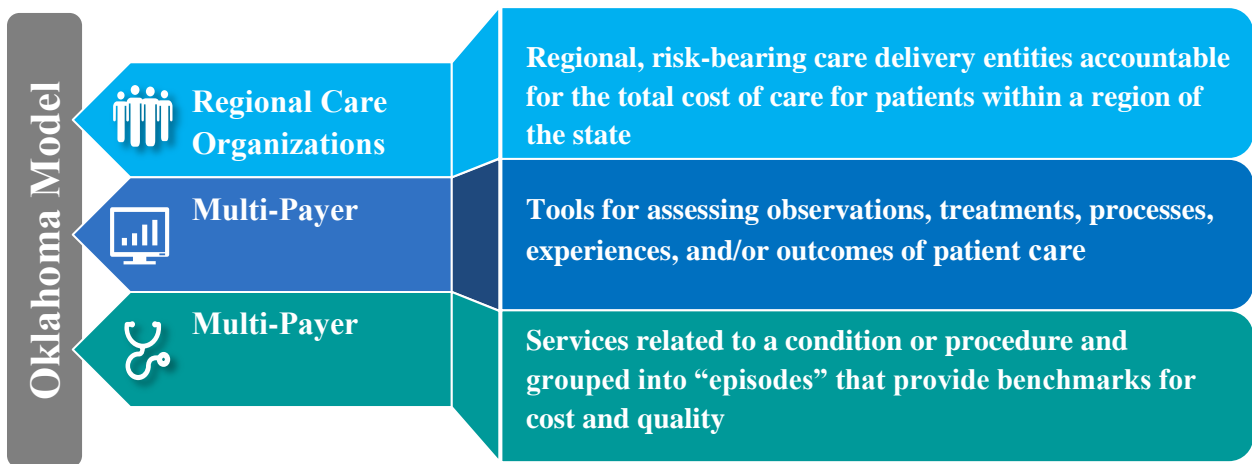 Oklahoma Model
Regional Care
Organizations
Regional, risk-bearing care delivery entities accountable
for the total cost of care for patients within a region of
the state
Multi-Payer
Tools for assessing observations, treatments, processes,
experiences, and/or outcomes of patient care
Multi-Payer
Services related to a condition or procedure and
grouped into “episodes” that provide benchmarks for
cost and quality